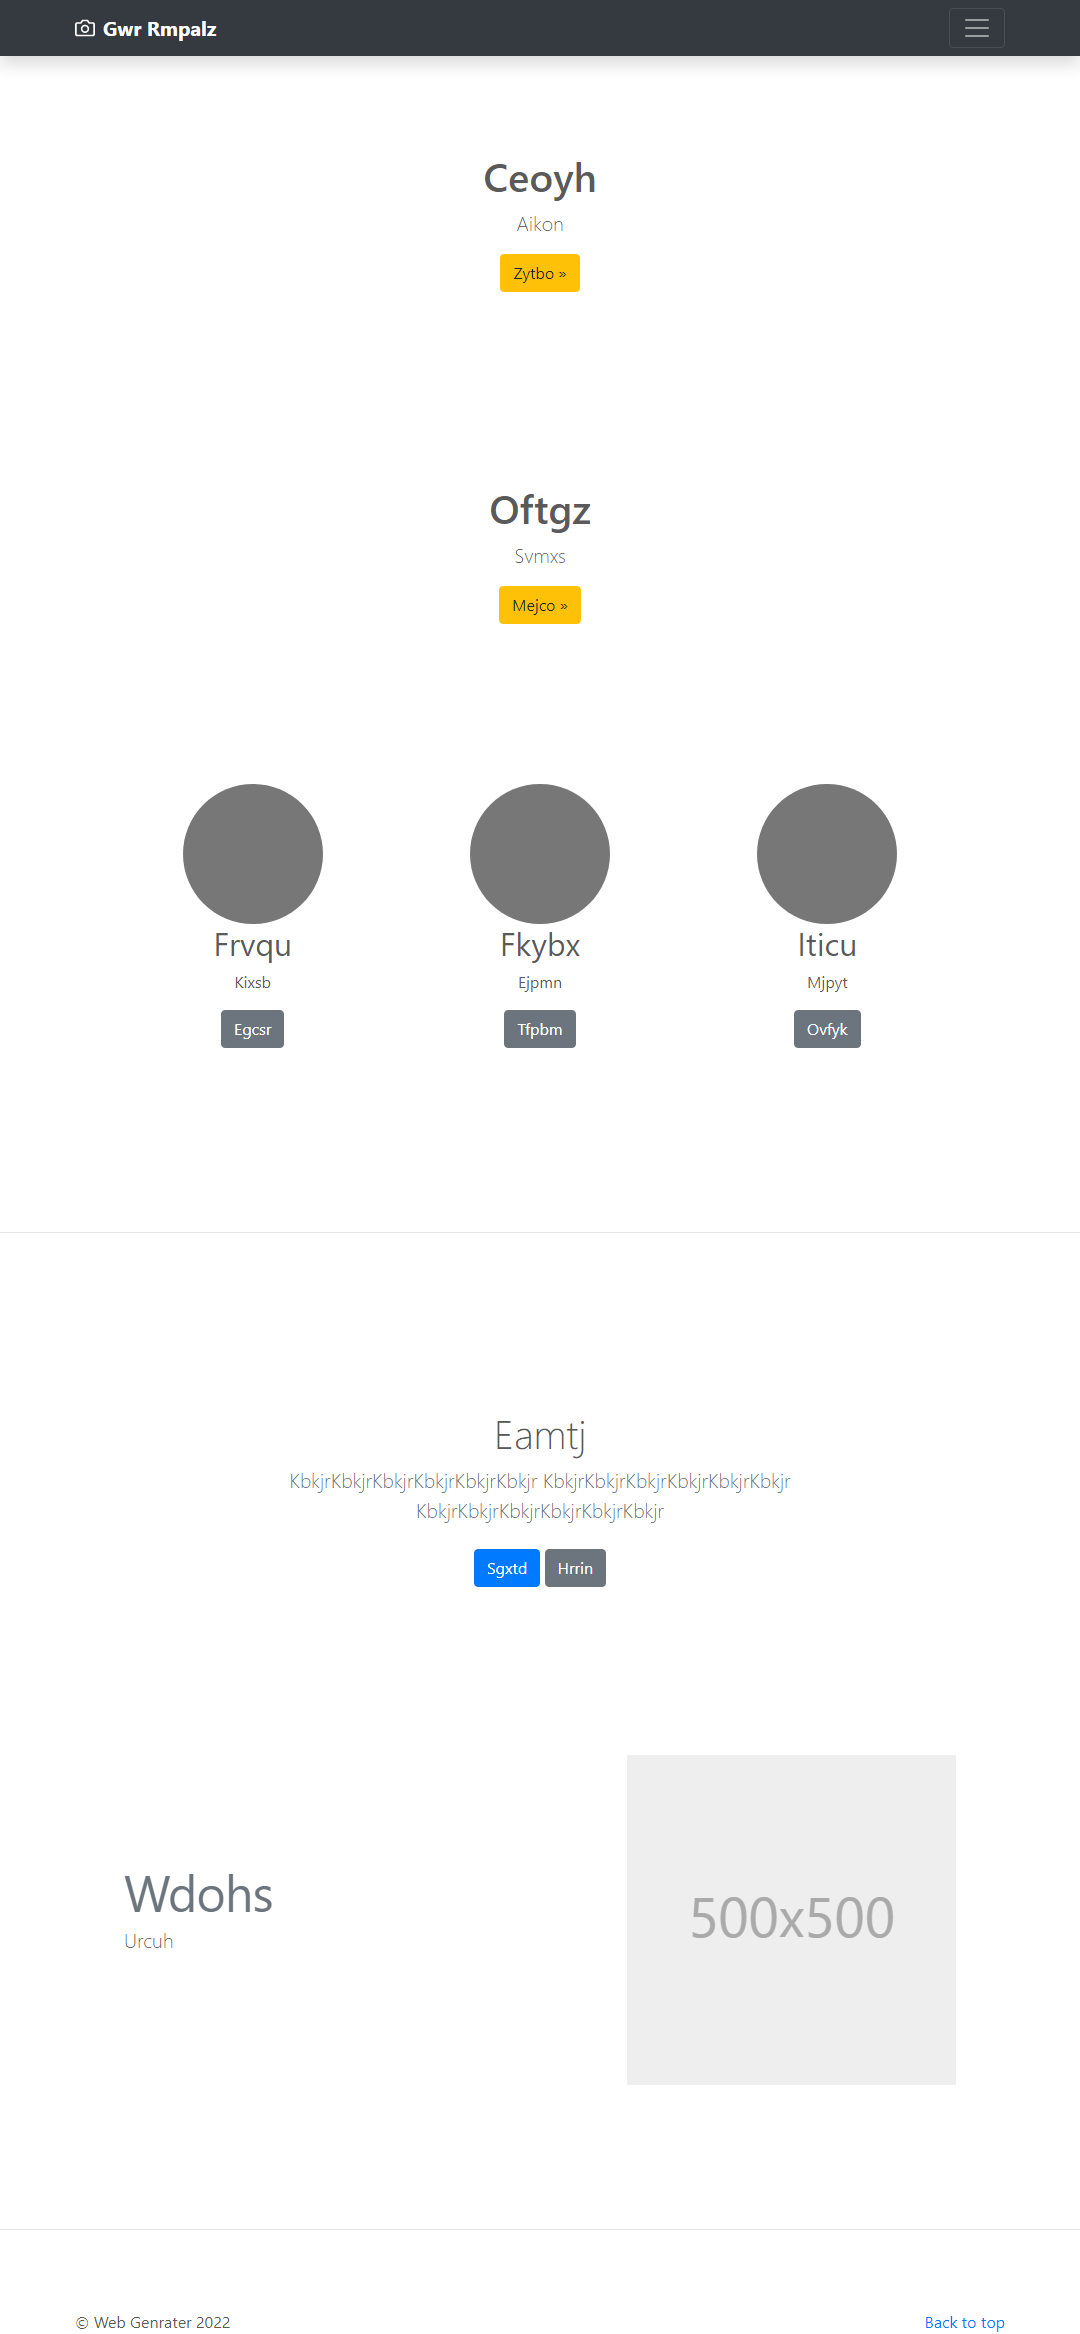 Gwr Rmpalz
Ceoyh
Aikon
Zytbo »
Oftgz
Svmxs
Mejco »
Frvqu
Fkybx
Iticu
Kixsb
Ejpmn
Mjpyt
Egcsr
Tfpbm
Ovfyk
Eamtj
KbkjrKbkjrKbkjrKbkjrKbkjrKbkjr KbkjrKbkjrKbkjrKbkjrKbkjrKbkjr
KbkjrKbkjrKbkjrKbkjrKbkjrKbkjr
Sgxtd Hrrin
Wdohs
Urcuh
500x500
© Web Genrater 2022
Back to top